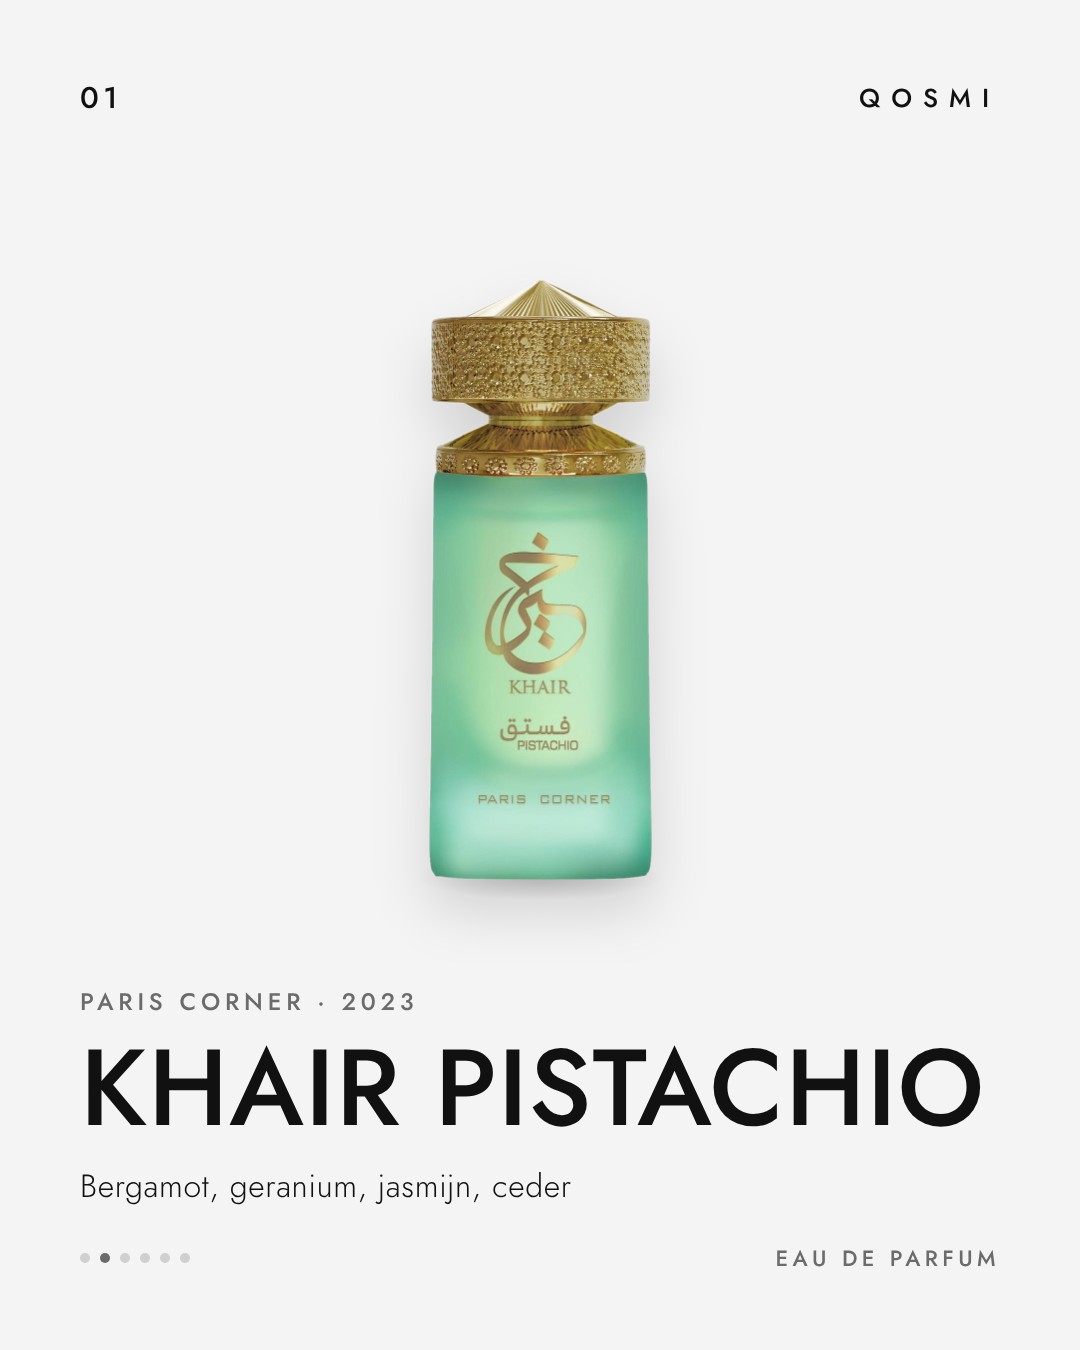 01
QOSMI
خير
KHAIR
فستق
PISTACHIO
PARIS CORNER
PARIS CORNER · 2023
KHAIR PISTACHIO
Bergamot, geranium, jasmijn, ceder
EAU DE PARFUM